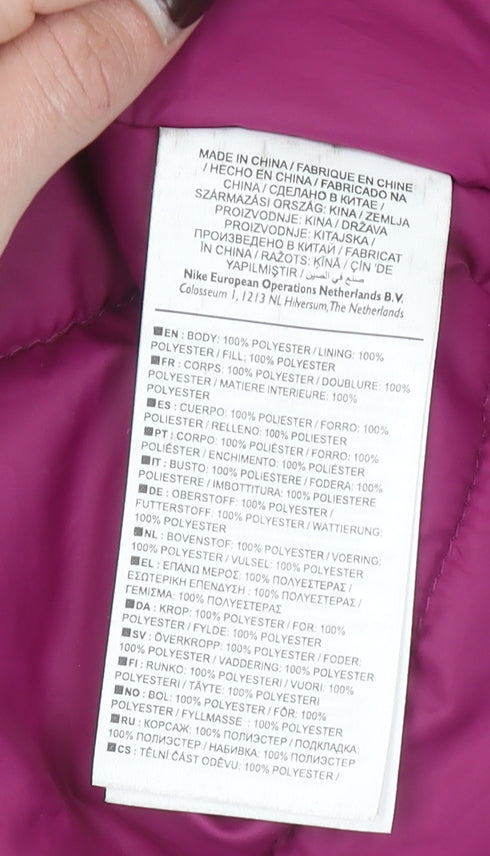 MADE IN CHINA / FABRIQUE EN CHINE
/ HECHO EN CHINA / FABRICADO NA
CHINA / СДЕЛАНО В КИТАЕ /
SZÁRMAZÁSI ORSZÁG: KÍNA / ZEMLJA
PROIZVODNJE: KINA / DRŽAVA
PROIZVODNJE: KITAJSKA /
ПРОИЗВЕДЕНО В КИТАЙ / FABRICAT
ÎN CHINA / RAŽOTS: ĶĪNĀ / ÇİN 'DE
YAPILMIŞTIR / صنع في الصين
Nike European Operations Netherlands B.V.
Colosseum 1, 1213 NL Hilversum, The Netherlands
EN : BODY: 100% POLYESTER / LINING: 100%
POLYESTER / FILL: 100% POLYESTER
FR : CORPS: 100% POLYESTER / DOUBLURE: 100%
POLYESTER / MATIERE INTERIEURE: 100%
POLYESTER
ES : CUERPO: 100% POLIESTER / FORRO: 100%
POLIESTER / RELLENO: 100% POLIESTER
PT : CORPO: 100% POLIÉSTER / FORRO: 100%
POLIÉSTER / ENCHIMENTO: 100% POLIÉSTER
IT : BUSTO: 100% POLIESTERE / FODERA: 100%
POLIESTERE / IMBOTTITURA: 100% POLIESTERE
DE : OBERSTOFF: 100% POLYESTER /
FUTTERSTOFF: 100% POLYESTER / WATTIERUNG:
100% POLYESTER
NL : BOVENSTOF: 100% POLYESTER / VOERING:
100% POLYESTER / VULSEL: 100% POLYESTER
EL : ΕΠΑΝΩ ΜΕΡΟΣ: 100% ΠΟΛΥΕΣΤΕΡΑΣ /
ΕΣΩΤΕΡΙΚΗ ΕΠΕΝΔΥΣΗ : 100% ΠΟΛΥΕΣΤΕΡΑΣ /
ΓΕΜΙΣΜΑ: 100% ΠΟΛΥΕΣΤΕΡΑΣ
DA : KROP: 100% POLYESTER / FOR: 100%
POLYESTER / FYLDE: 100% POLYESTER
SV : ÖVERKROPP: 100% POLYESTER / FODER:
100% POLYESTER / VADDERING: 100% POLYESTER
FI : RUNKO: 100% POLYESTERI / VUORI: 100%
POLYESTERI / TÄYTE: 100% POLYESTERI
NO : BOL: 100% POLYESTER / FÔR: 100%
POLYESTER / FYLLMASSE : 100% POLYESTER
RU : КОРСАЖ: 100% ПОЛИЭСТЕР / ПОДКЛАДКА:
100% ПОЛИЭСТЕР / НАБИВКА: 100% ПОЛИЭСТЕР
CS : TĚLNÍ ČÁST ODĚVU: 100% POLYESTER /